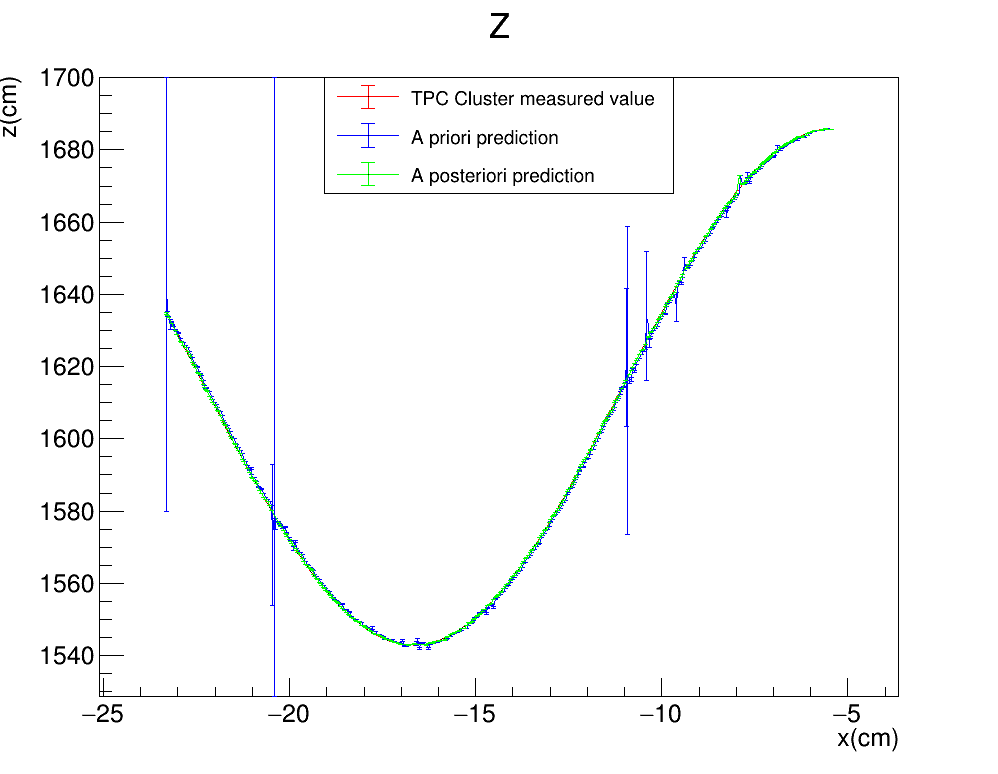 Z
z(cm)
1700
1680
1660
1640
1620
1600
1580
1560
1540
TPC Cluster measured value
A priori prediction
A posteriori prediction
−25 −20 −15 −10 −5
x(cm)